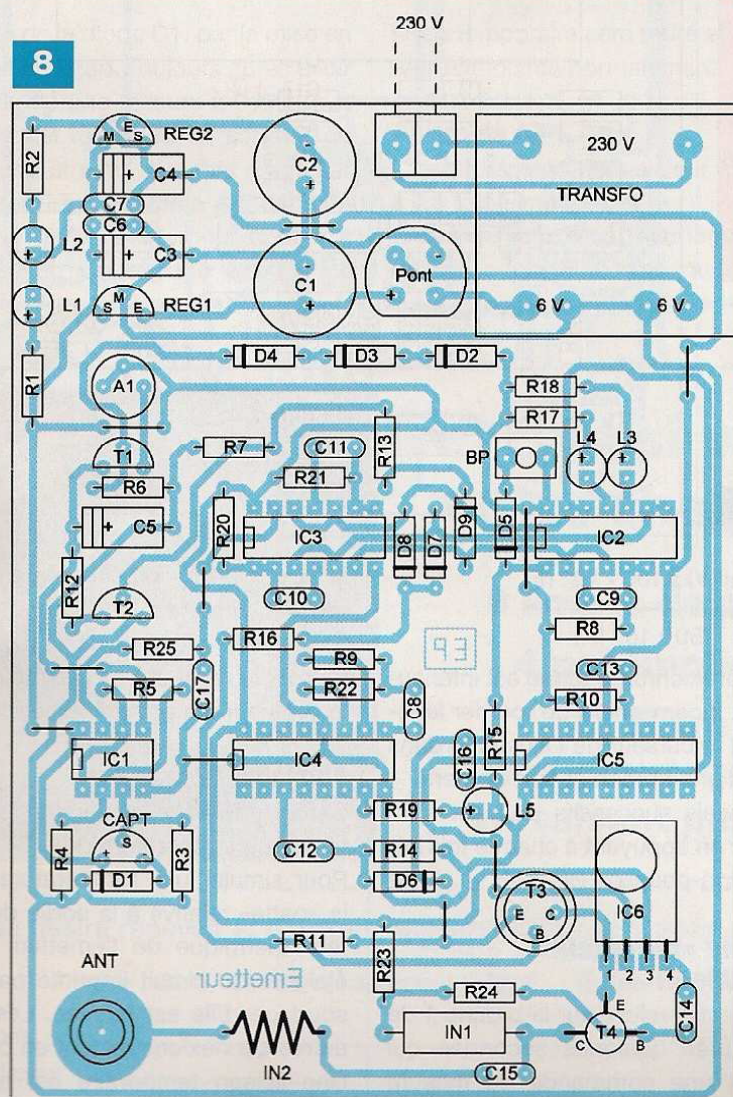 8
230 V
R2
M E S REG2
C4
C7
C6
C3
L2
L1
S M E REG1
C2
C1
Pont
230 V
TRANSFO
6 V 6 V
R1
A1
D4 D3 D2
R18
R17
L4 L3
BP
T1
R7
C11
R13
R6
R21
C5
R20
IC3
D8
D7
D9
D5
IC2
R12
T2
C10
C9
R8
R25
R16
R9
EP
C13
R5
C17
R22
C8
R10
IC1
IC4
C16
R15
IC5
R19
L5
CAPT
S
R4
D1
R3
C12
R14
D6
T3
E C B
IC6
1 2 3 4
ANT
R11
R23
Emetteur
R24
E
T4
C B
C14
IN2
IN1
C15